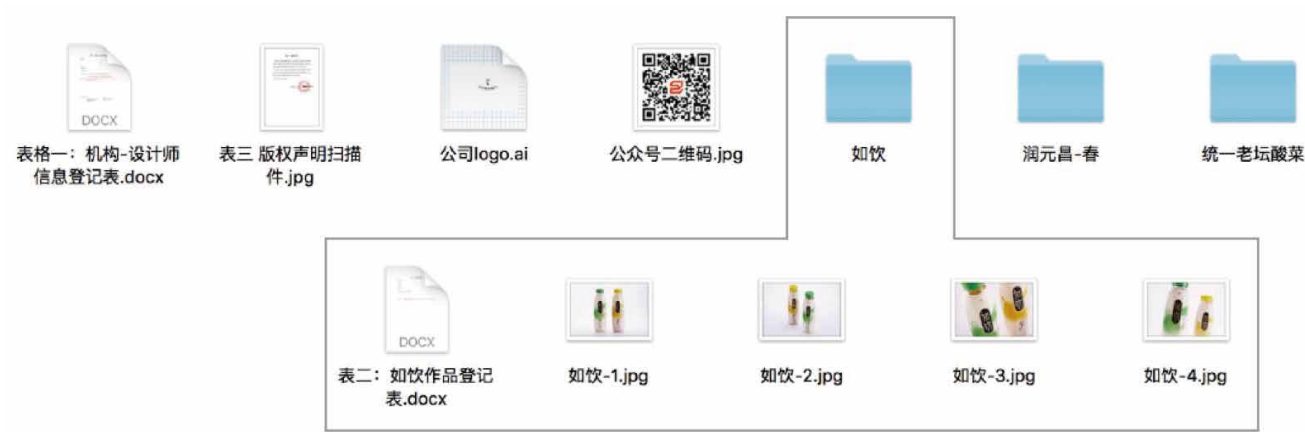 DOCX
表格一：机构-设计师
信息登记表.docx
表三 版权声明扫描
件.jpg
公司logo.ai
公众号二维码.jpg
如饮
润元昌-春
统一老坛酸菜
DOCX
表二：如饮作品登记
表.docx
如饮-1.jpg
如饮-2.jpg
如饮-3.jpg
如饮-4.jpg